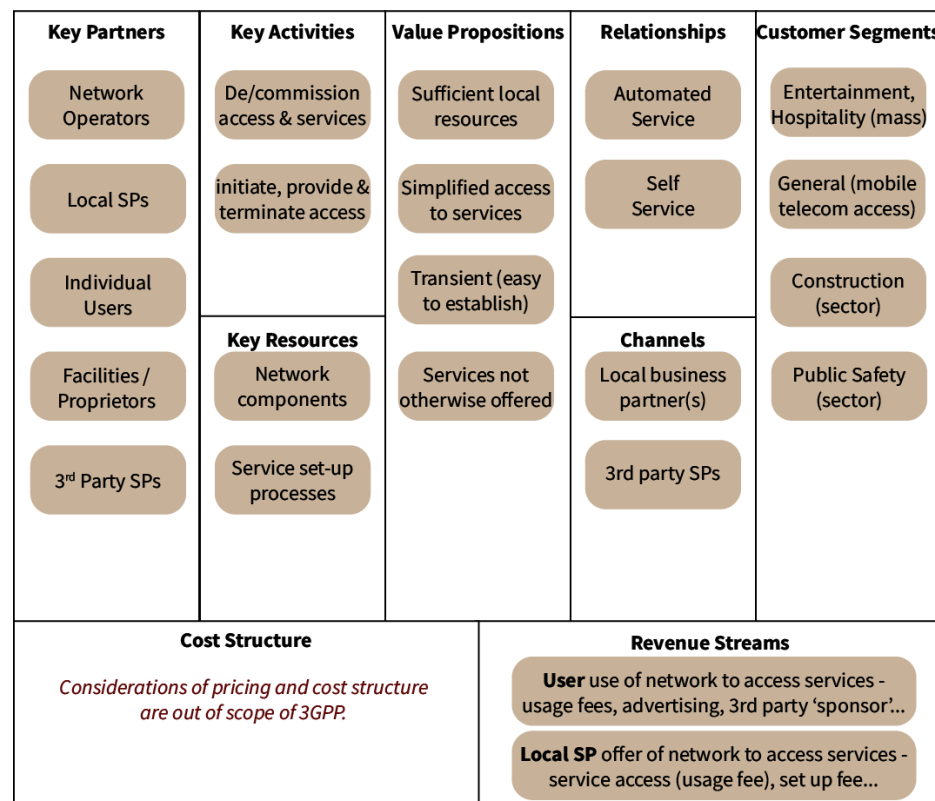 Key Partners
Network
Operators
Local SPs
Individual
Users
Facilities /
Proprietors
3rd Party SPs
Key Activities
De/commission
access & services
initiate, provide &
terminate access
Key Resources
Network
components
Service set-up
processes
Value Propositions
Sufficient local
resources
Simplified access
to services
Transient (easy
to establish)
Services not
otherwise offered
Relationships
Automated
Service
Self
Service
Channels
Local business
partner(s)
3rd party SPs
Customer Segments
Entertainment,
Hospitality (mass)
General (mobile
telecom access)
Construction
(sector)
Public Safety
(sector)
Cost Structure
Considerations of pricing and cost structure
are out of scope of 3GPP.
Revenue Streams
User use of network to access services -
usage fees, advertising, 3rd party ‘sponsor’...
Local SP offer of network to access services -
service access (usage fee), set up fee...